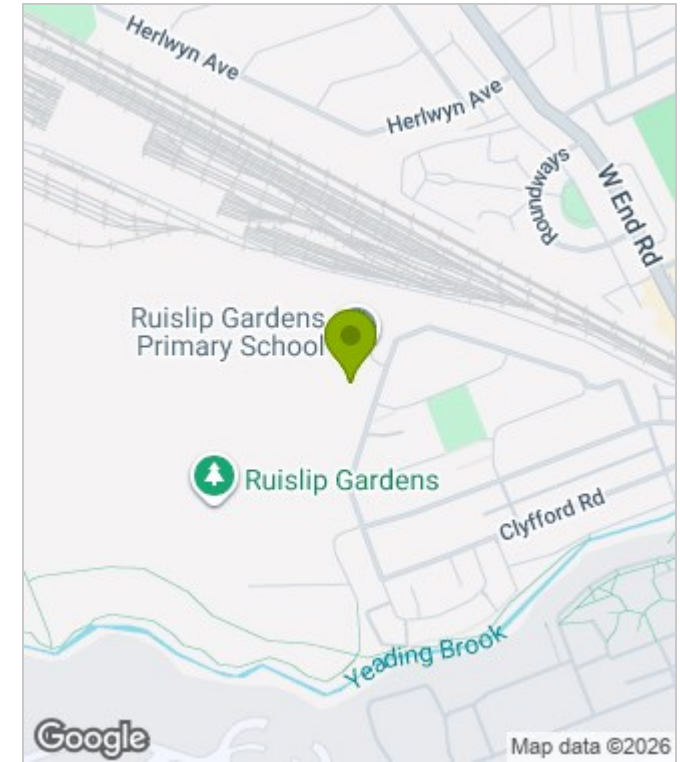 Herlwyn Ave
Herlwyn Ave
Roundways
W End Rd
Ruislip Gardens
Primary School
Ruislip Gardens
Clyfford Rd
Yeading Brook
Google
Map data ©2026